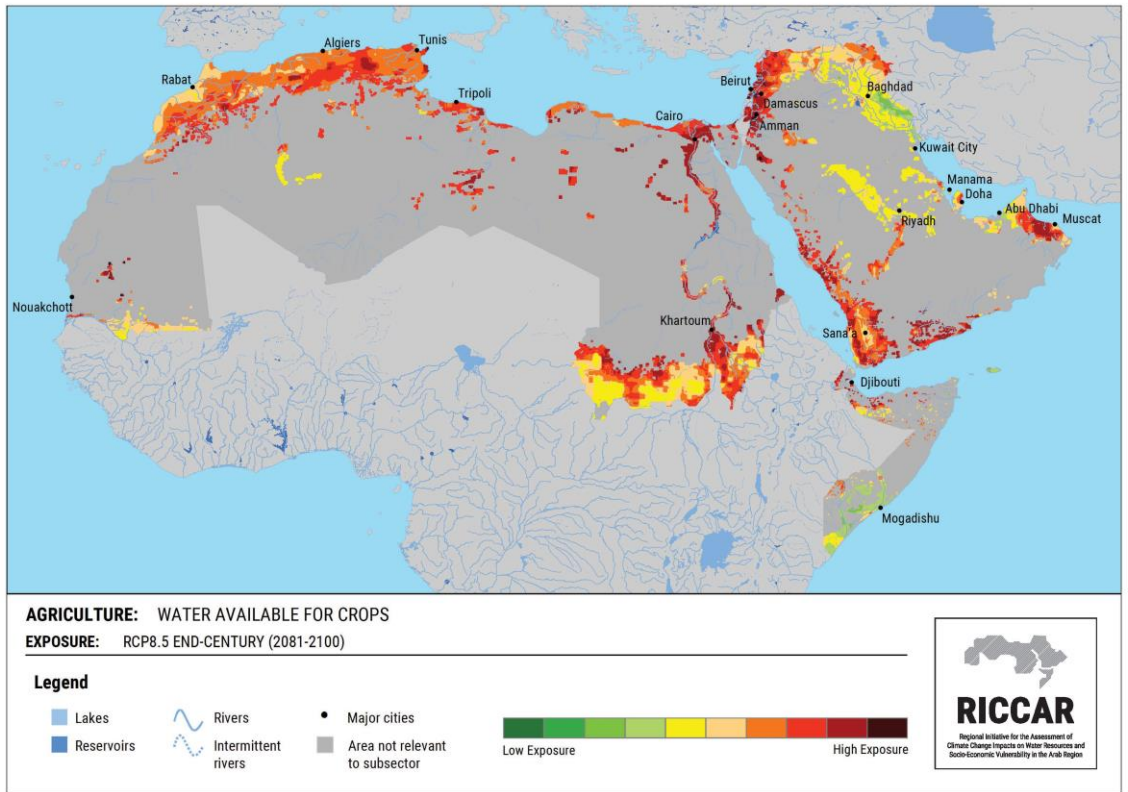 Algiers
Tunis
Rabat
Tripoli
Beirut
Baghdad
Damascus
Cairo
Amman
Kuwait City
Manama
Doha
Abu Dhabi
Muscat
Riyadh
Nouakchott
Khartoum
Sana'a
Djibouti
Mogadishu
AGRICULTURE: WATER AVAILABLE FOR CROPS
EXPOSURE: RCP8.5 END-CENTURY (2081-2100)
Legend
Lakes
Reservoirs
Rivers
Intermittent
rivers
Major cities
Area not relevant
to subsector
Low Exposure
High Exposure
RICCAR
Regional Initiative for the Assessment of
Climate Change Impacts on Water Resources and
Socio-Economic Vulnerability in the Arab Region